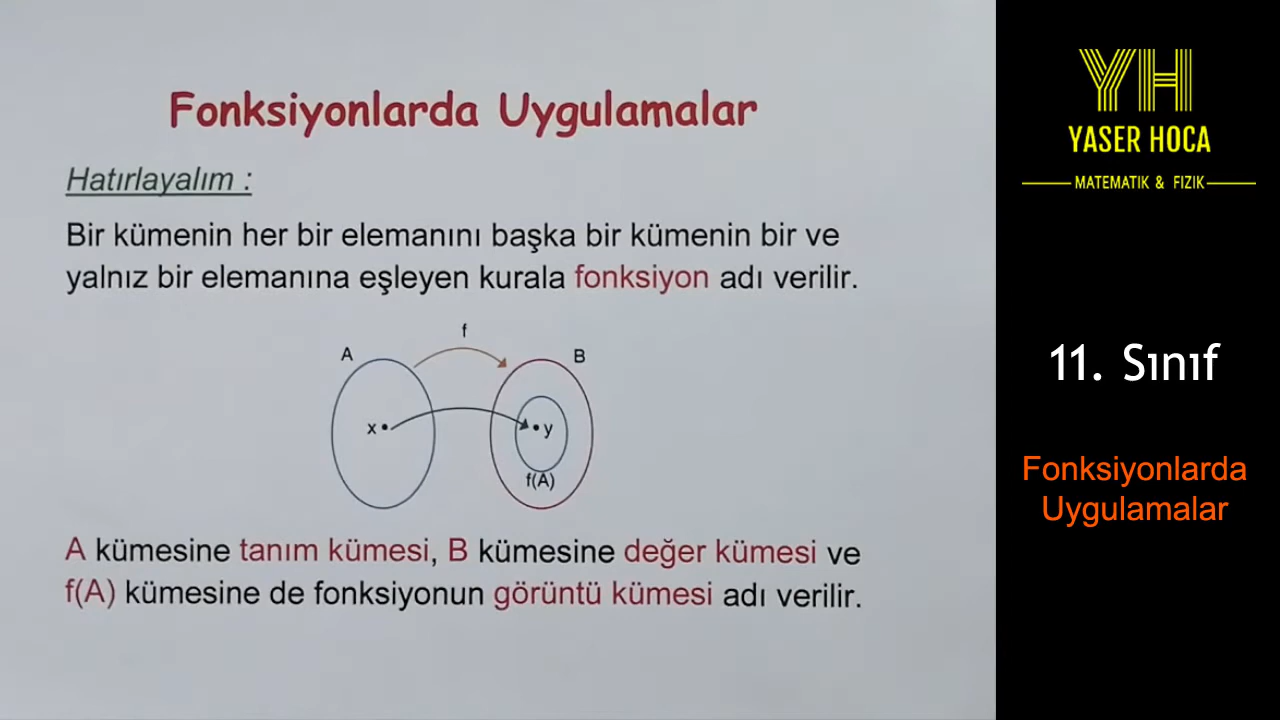 Fonksiyonlarda Uygulamalar
Hatırlayalım :
Bir kümenin her bir elemanını başka bir kümenin bir ve
yalnız bir elemanına eşleyen kurala fonksiyon adı verilir.
f
A
B
x
y
f(A)
A kümesine tanım kümesi, B kümesine değer kümesi ve
f(A) kümesine de fonksiyonun görüntü kümesi adı verilir.
YH
YASER HOCA
MATEMATIK & FIZIK
11. Sınıf
Fonksiyonlarda
Uygulamalar